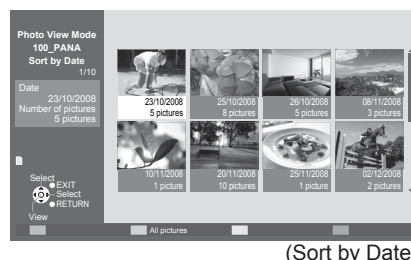 Photo View Mode
100_PANA
Sort by Date
1/10
Date
23/10/2008
Number of pictures
5 pictures
Select
EXIT
Select
RETURN
View
23/10/2008
5 pictures
25/10/2008
8 pictures
26/10/2008
5 pictures
08/11/2008
3 pictures
10/11/2008
1 picture
20/11/2008
10 pictures
25/11/2008
1 picture
02/12/2008
2 pictures
All pictures
(Sort by Date